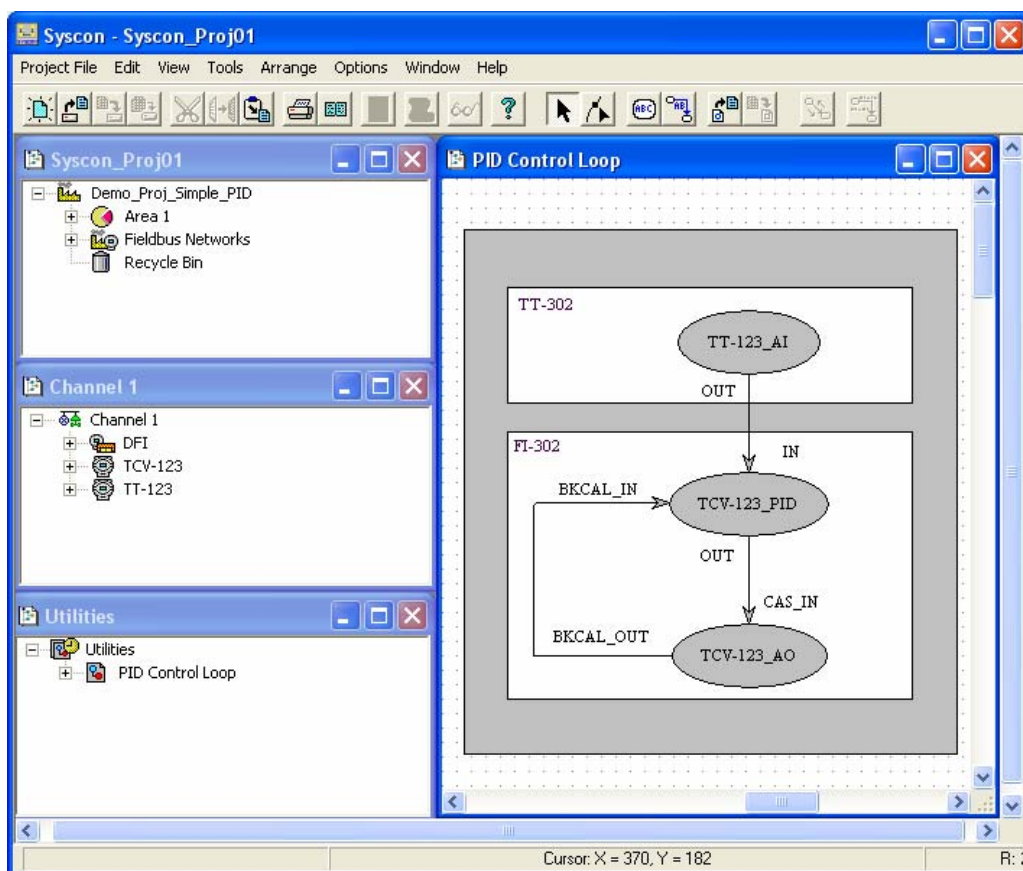 Syscon - Syscon_Proj01
Project File Edit View Tools Arrange Options Window Help
ABC
AB
?
Syscon_Proj01
Demo_Proj_Simple_PID
Area 1
Fieldbus Networks
Recycle Bin
Channel 1
Channel 1
DFI
TCV-123
TT-123
Utilities
Utilities
PID Control Loop
PID Control Loop
TT-302
TT-123_AI
OUT
FI-302
IN
BKCAL_IN
TCV-123_PID
OUT
CAS_IN
BKCAL_OUT
TCV-123_AO
Cursor: X = 370, Y = 182
R: